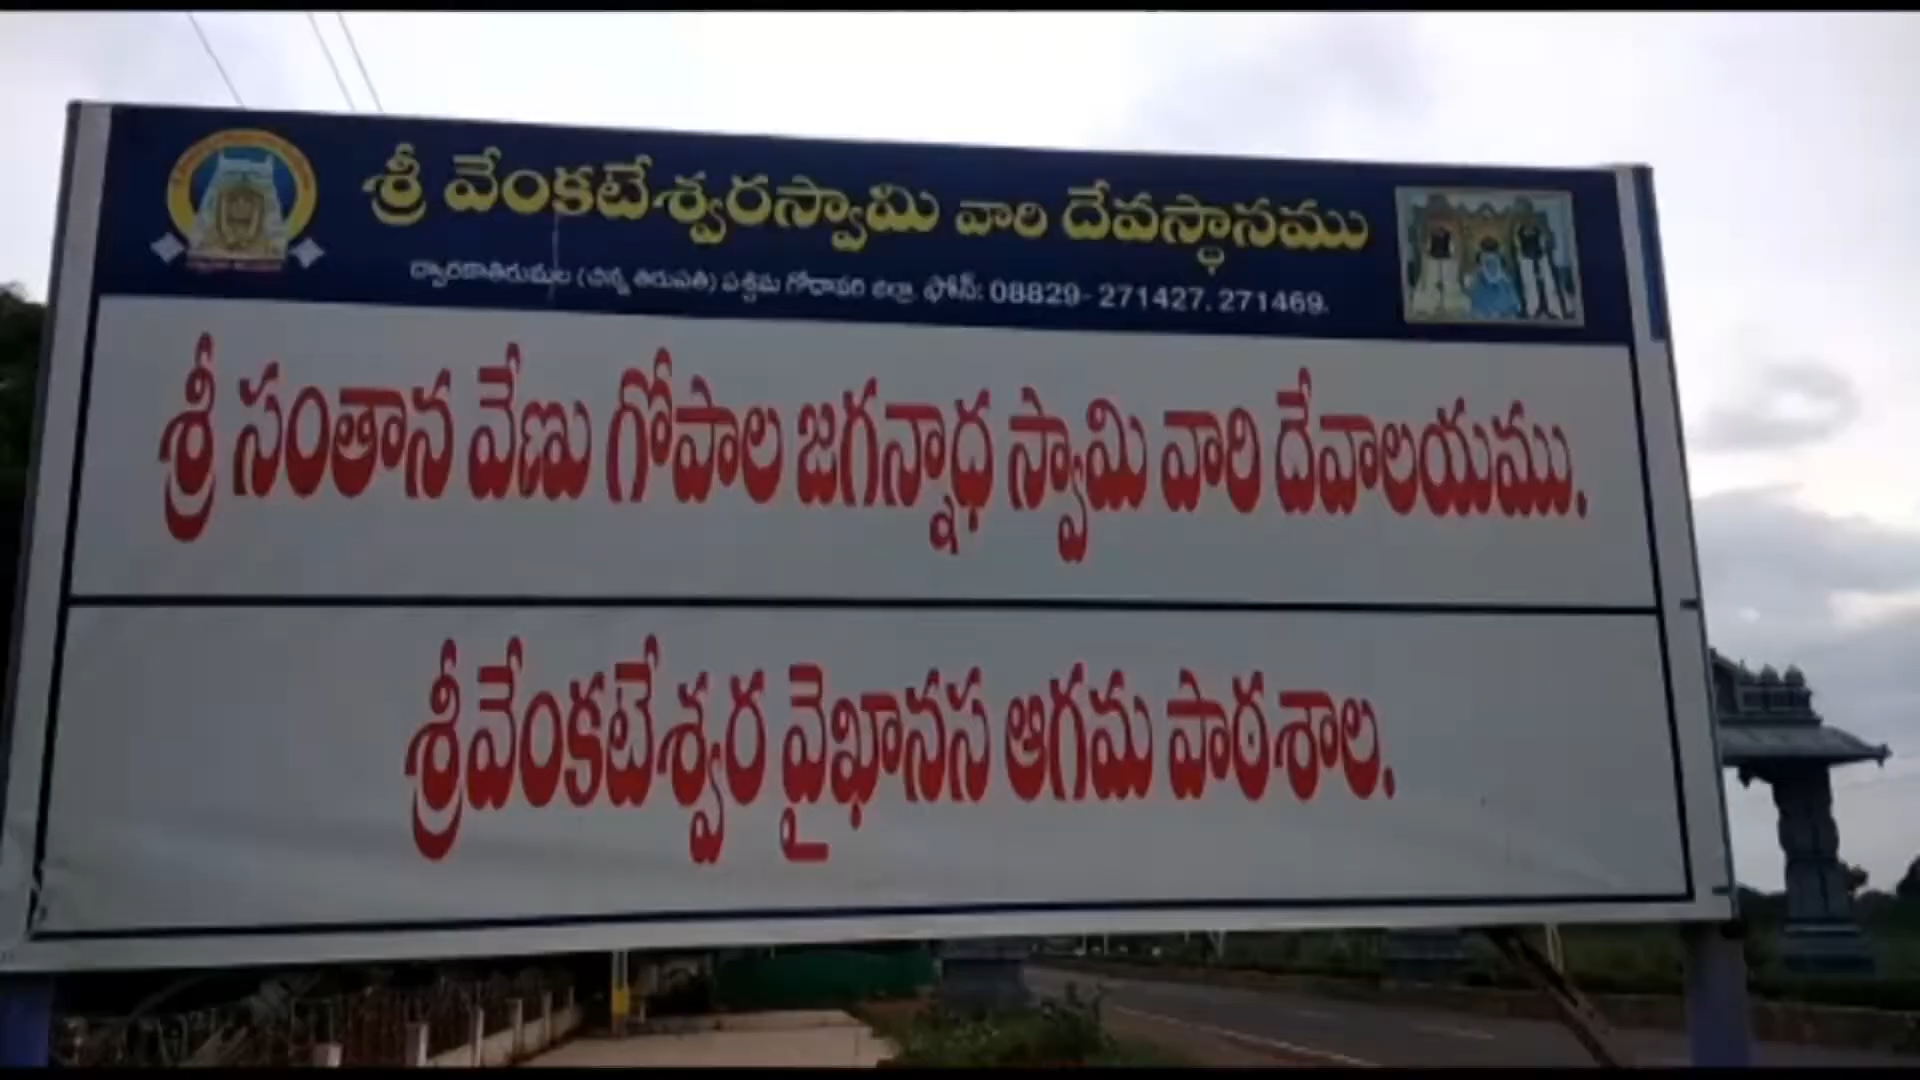 శ్రీ వేంకటేశ్వరస్వామి వారి దేవస్థానము
ద్వారకాతిరుమల (చిన్న తిరుపతి) పశ్చిమ గోదావరి జిల్లా. ఫోన్: 08829- 271427, 271469.
శ్రీ సంతాన వేణు గోపాల జగన్నాధ స్వామి వారి దేవాలయము.
శ్రీవేంకటేశ్వర వైఖానస ఆగమ పాఠశాల.